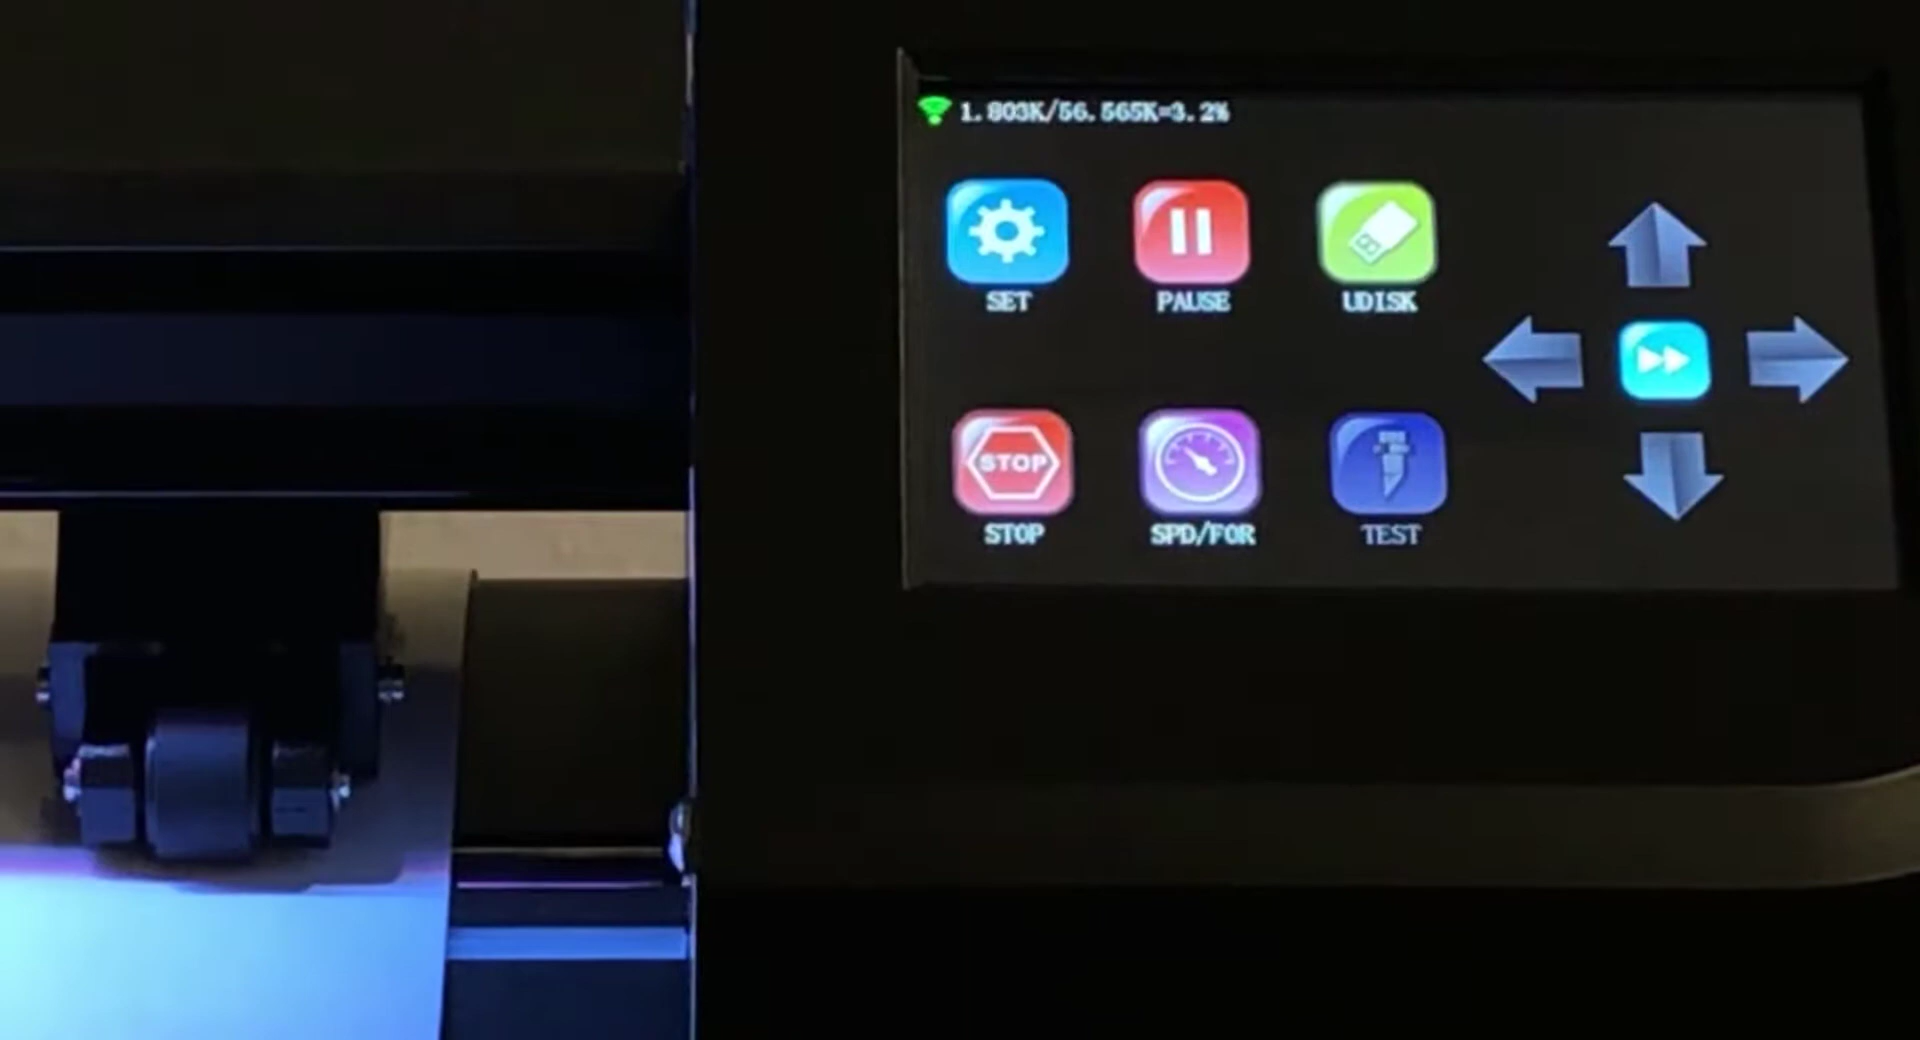 1.803K/56.565K=3.2%
SET PAUSE UDISK
STOP
STOP SPD/FOR TEST